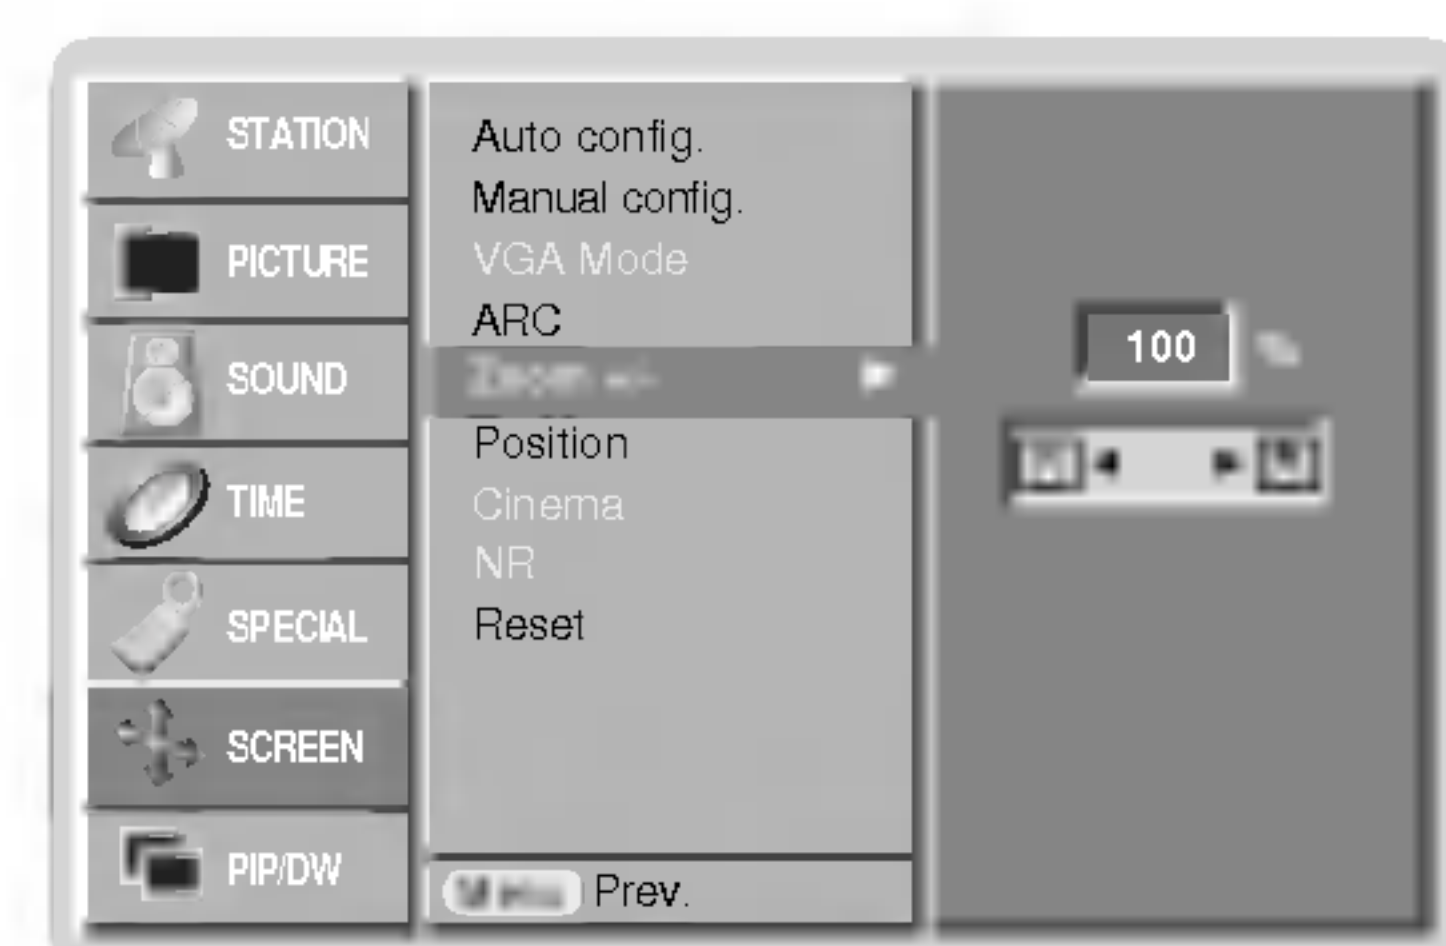 STATION
PICTURE
SOUND
TIME
SPECIAL
SCREEN
PIP/DW
Auto config.
Manual config.
VGA Mode
ARC
Zoom +/-
Position
Cinema
NR
Reset
Prev.
100